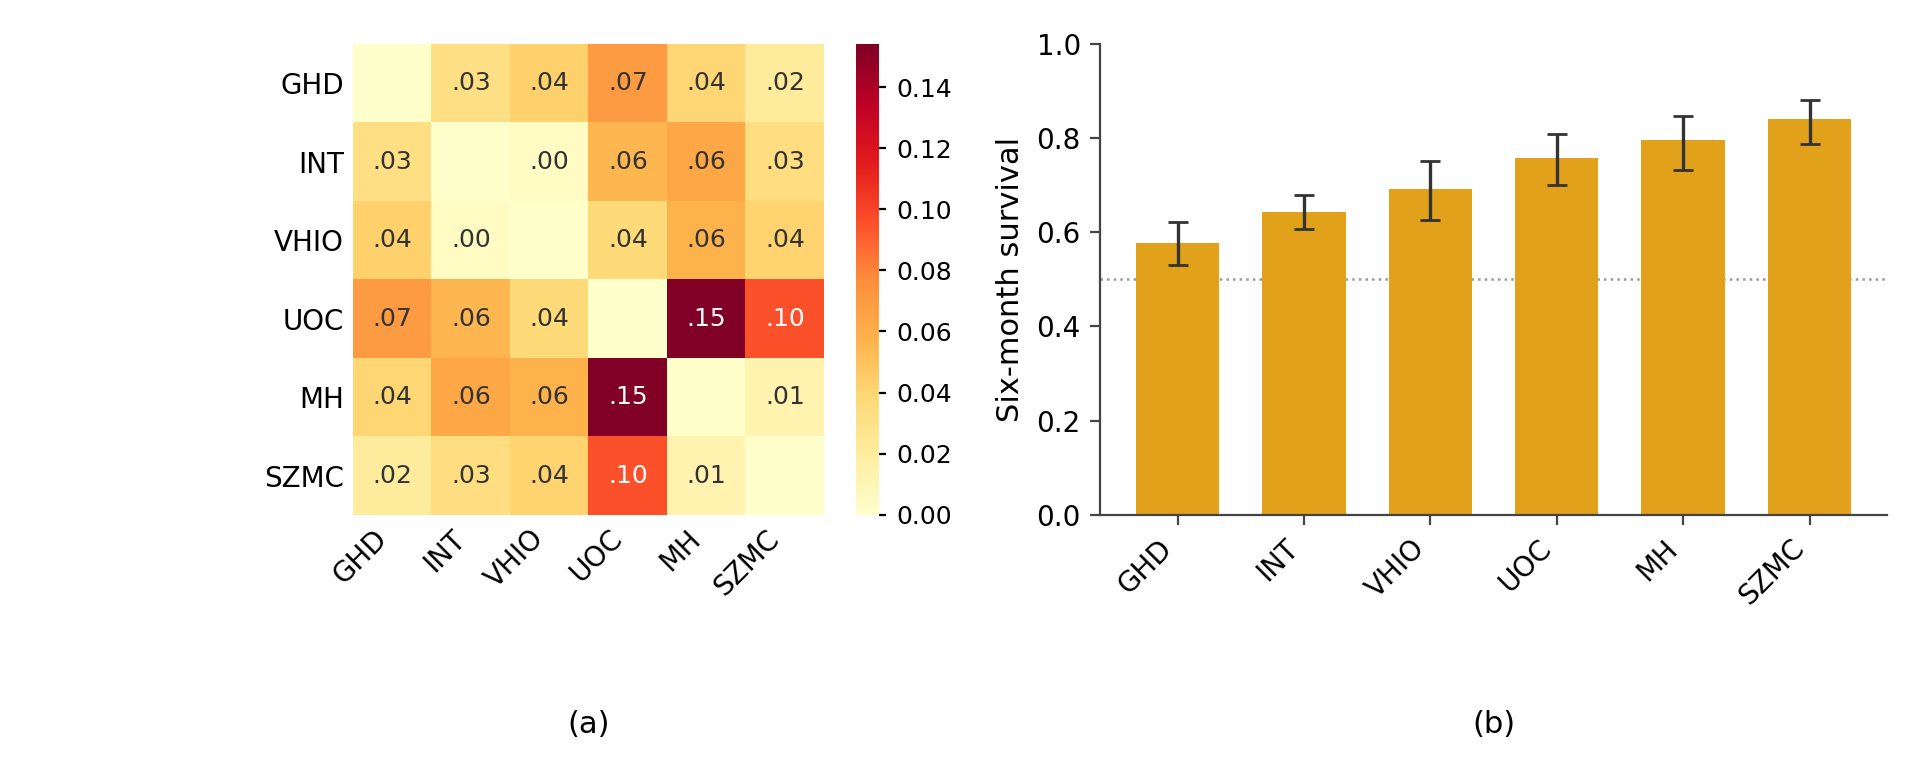 GHD .03 .04 .07 .04 .02
INT .03 .00 .06 .06 .03
VHIO .04 .00 .04 .06 .04
UOC .07 .06 .04 .15 .10
MH .04 .06 .06 .15 .01
SZMC .02 .03 .04 .10 .01
GHD INT VHIO UOC MH SZMC
0.14
0.12
0.10
0.08
0.06
0.04
0.02
0.00
(a)
Six-month survival
1.0
0.8
0.6
0.4
0.2
0.0
GHD INT VHIO UOC MH SZMC
(b)